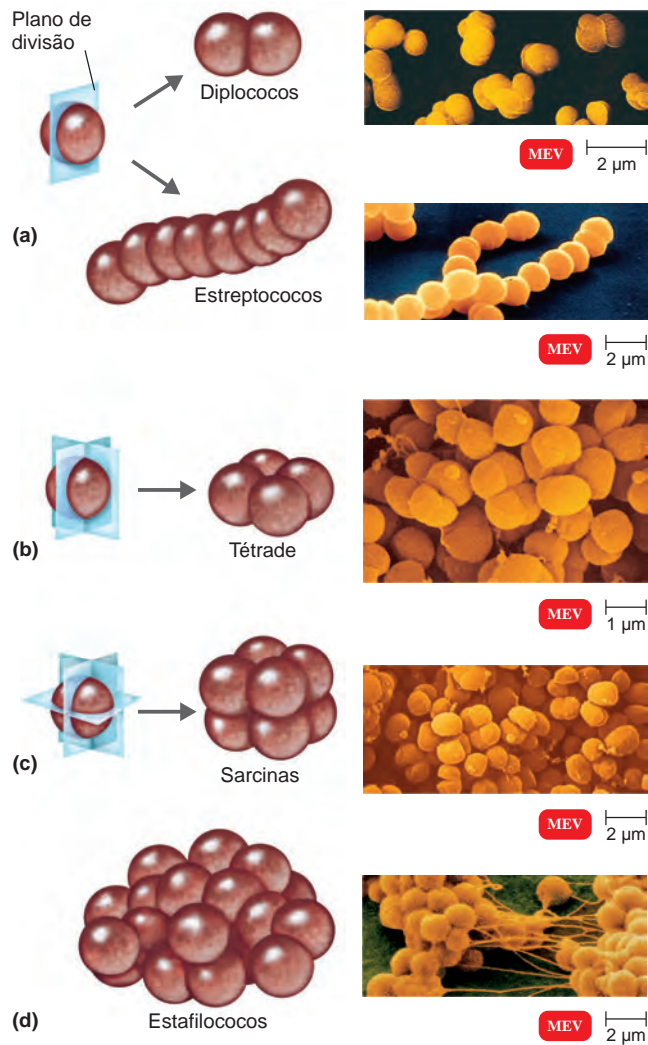 Plano de
divisão
Diplococos
MEV
2 µm
(a)
Estreptococos
MEV
2 µm
(b)
Tétrade
MEV
1 µm
(c)
Sarcinas
MEV
2 µm
(d)
Estafilococos
MEV
2 µm